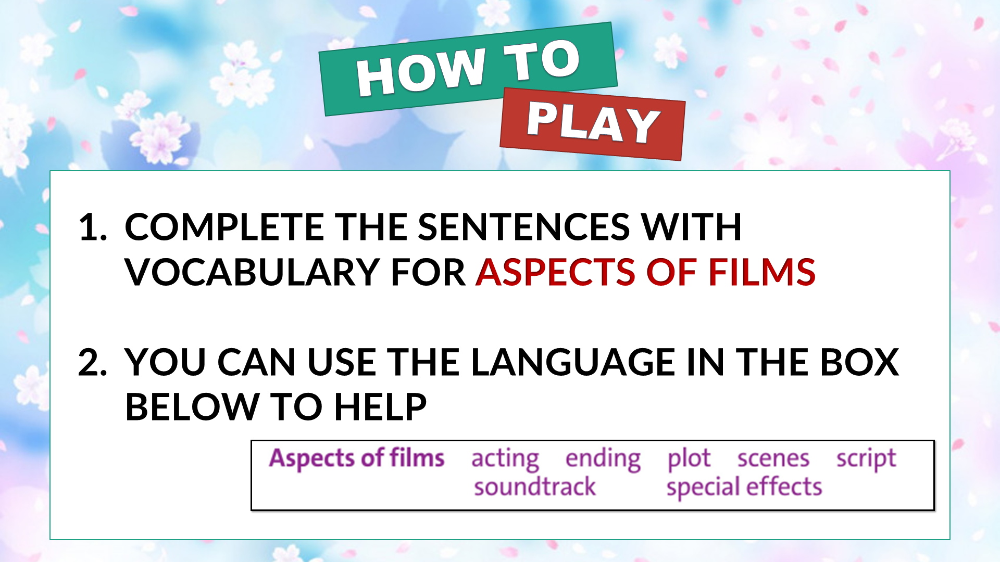 HOW TO
PLAY
1. COMPLETE THE SENTENCES WITH
VOCABULARY FOR ASPECTS OF FILMS
2. YOU CAN USE THE LANGUAGE IN THE BOX
BELOW TO HELP
Aspects of films acting ending plot scenes script
soundtrack special effects